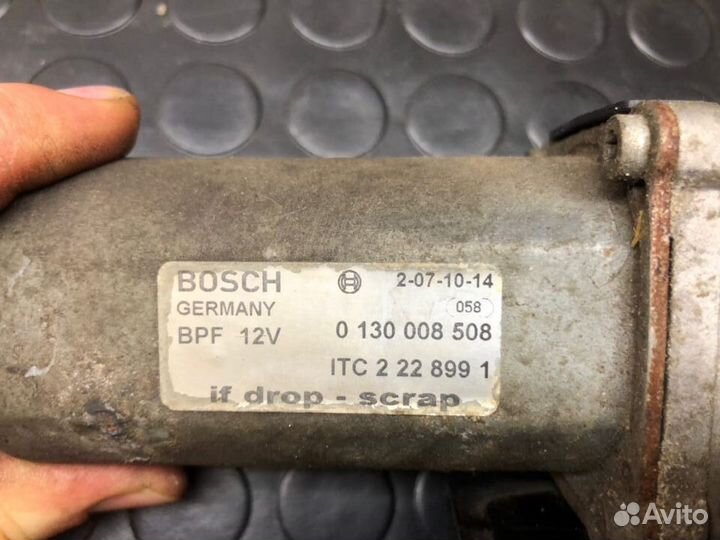 BOSCH 2-07-10-14
GERMANY 058
BPF 12V 0 130 008 508
ITC 2 22 899 1
if drop - scrap
Avito